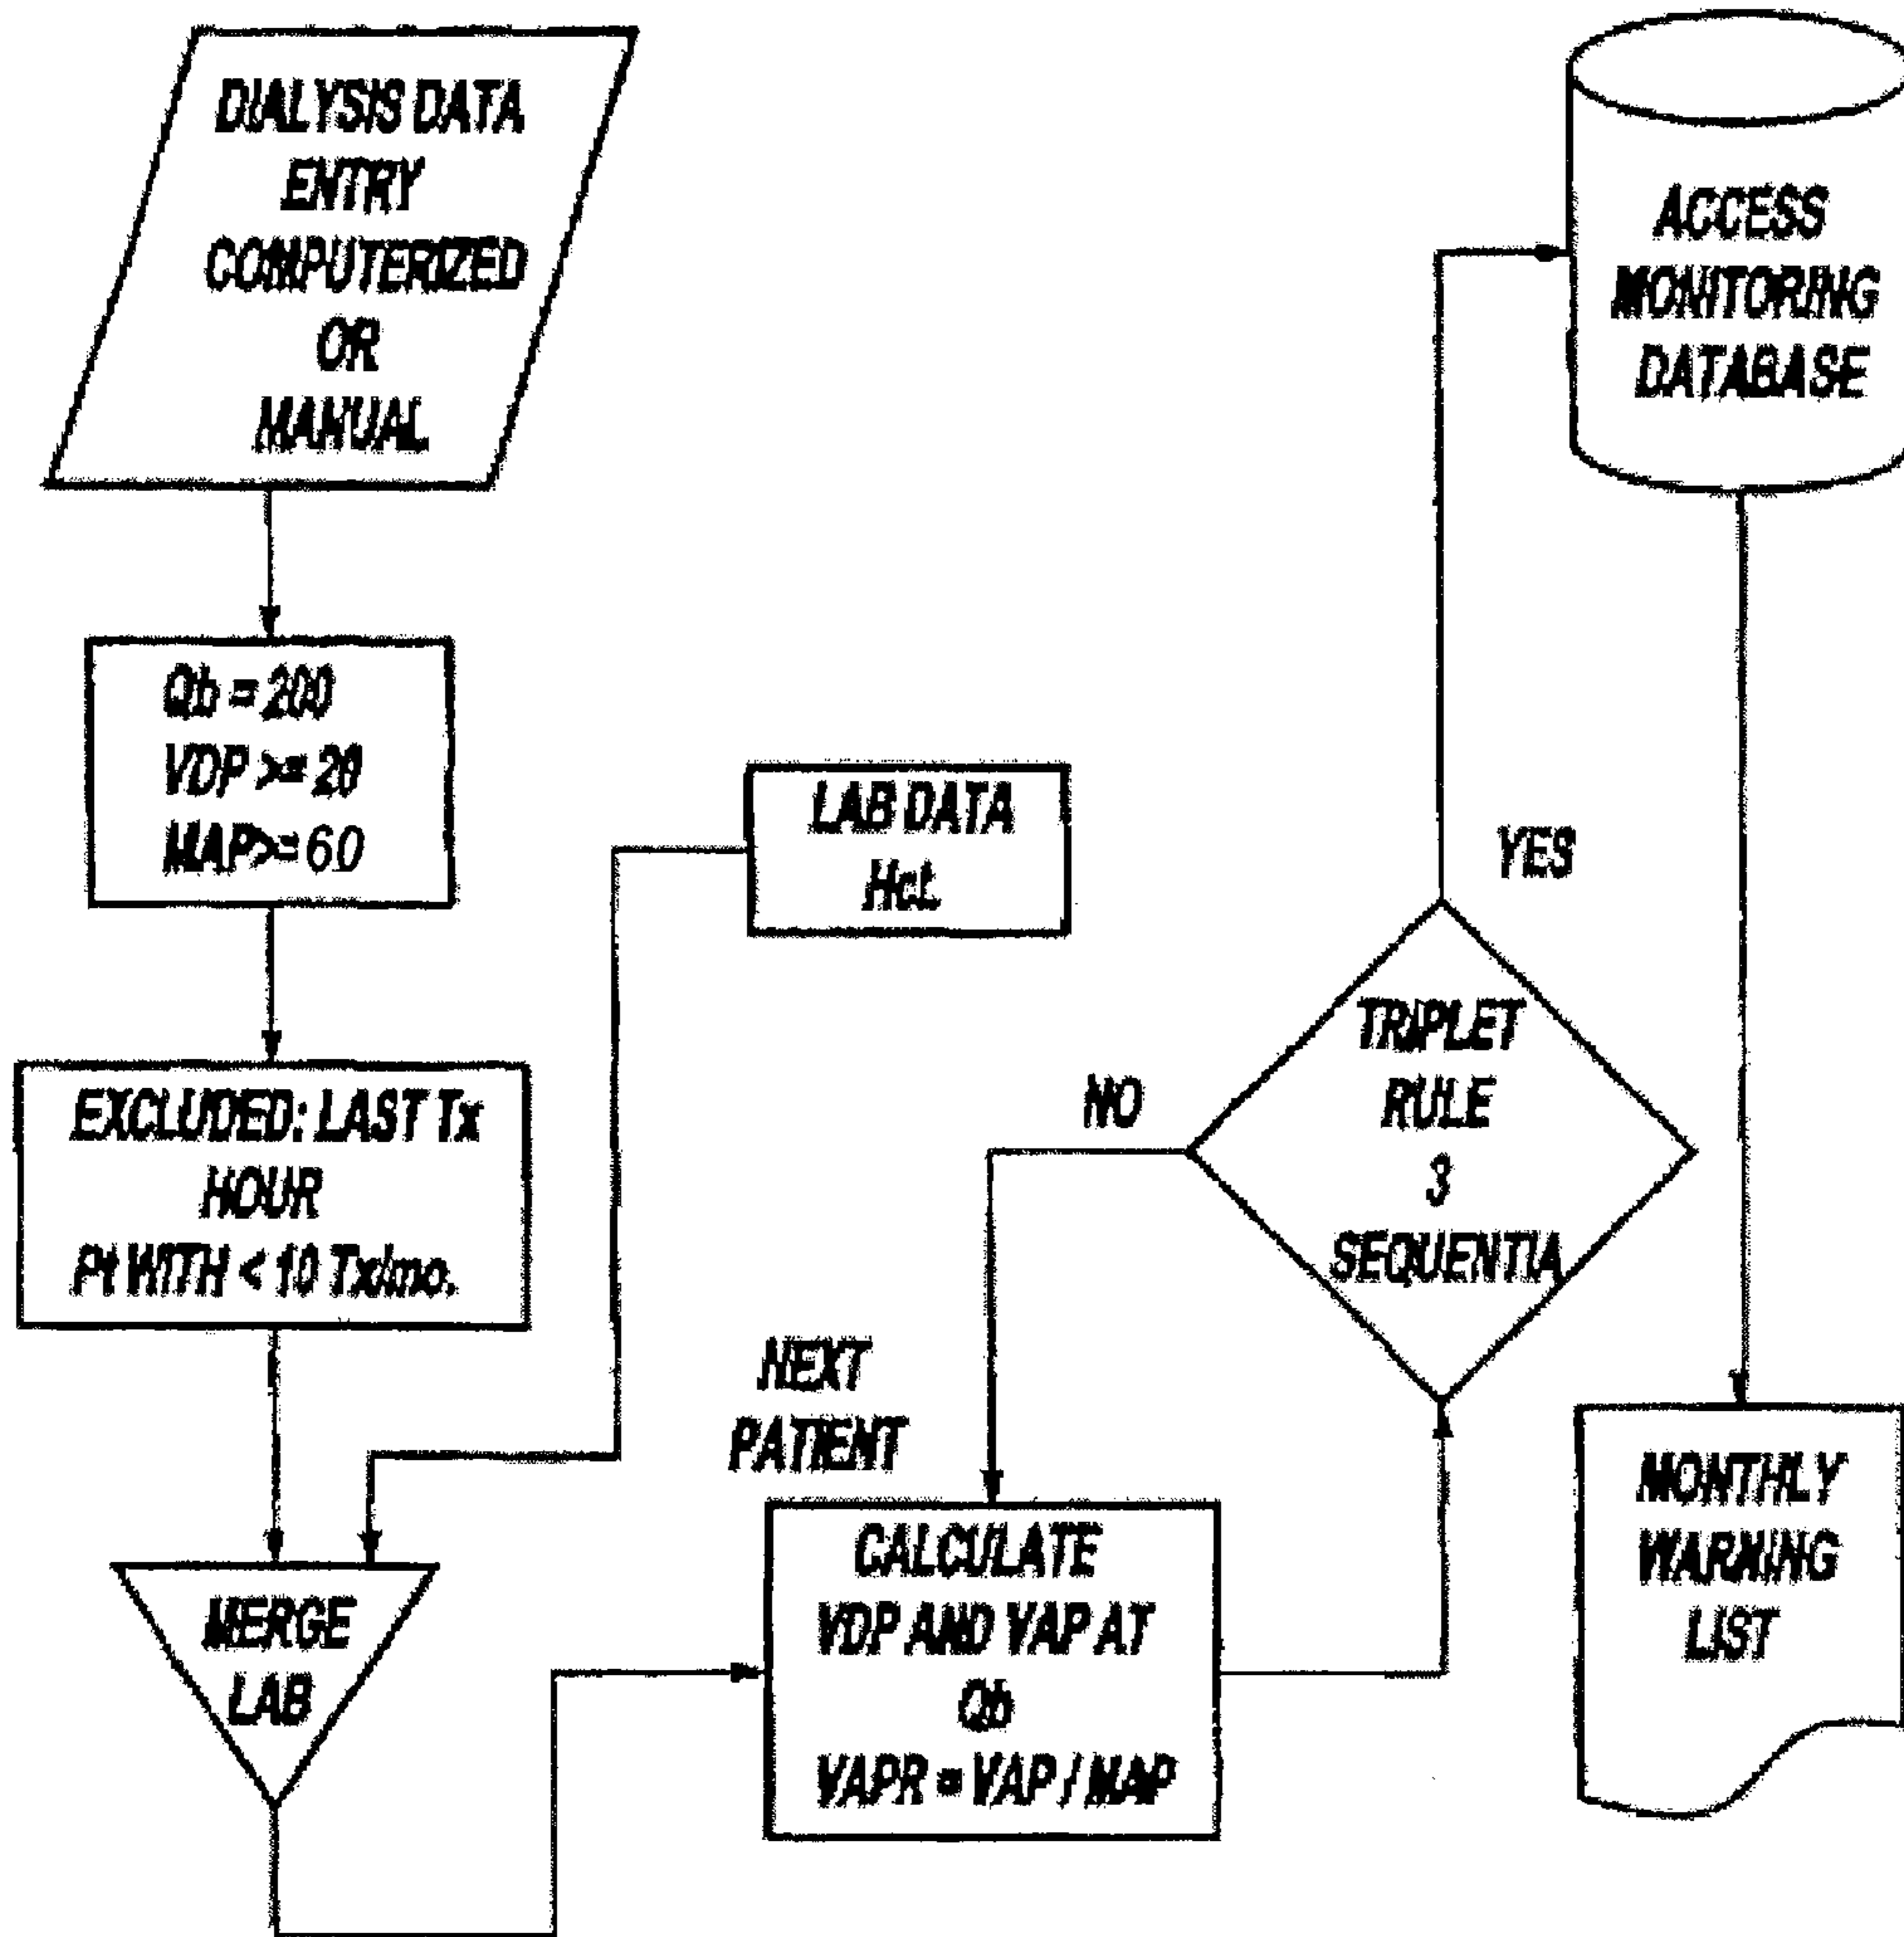 DIALYSIS DATA
ENTRY
COMPUTERIZED
OR
MANUAL
Qb = 200
VDP >= 20
MAP>= 60
EXCLUDED: LAST Tx
HOUR
Pt WITH < 10 Tx/mo.
LAB DATA
Hct.
MERGE
LAB
NEXT
PATIENT
CALCULATE
VDP AND VAP AT
Qb
VAPR = VAP / MAP
NO
TRIPLET
RULE
3
SEQUENTIA
YES
ACCESS
MONITORING
DATABASE
MONTHLY
WARNING
LIST